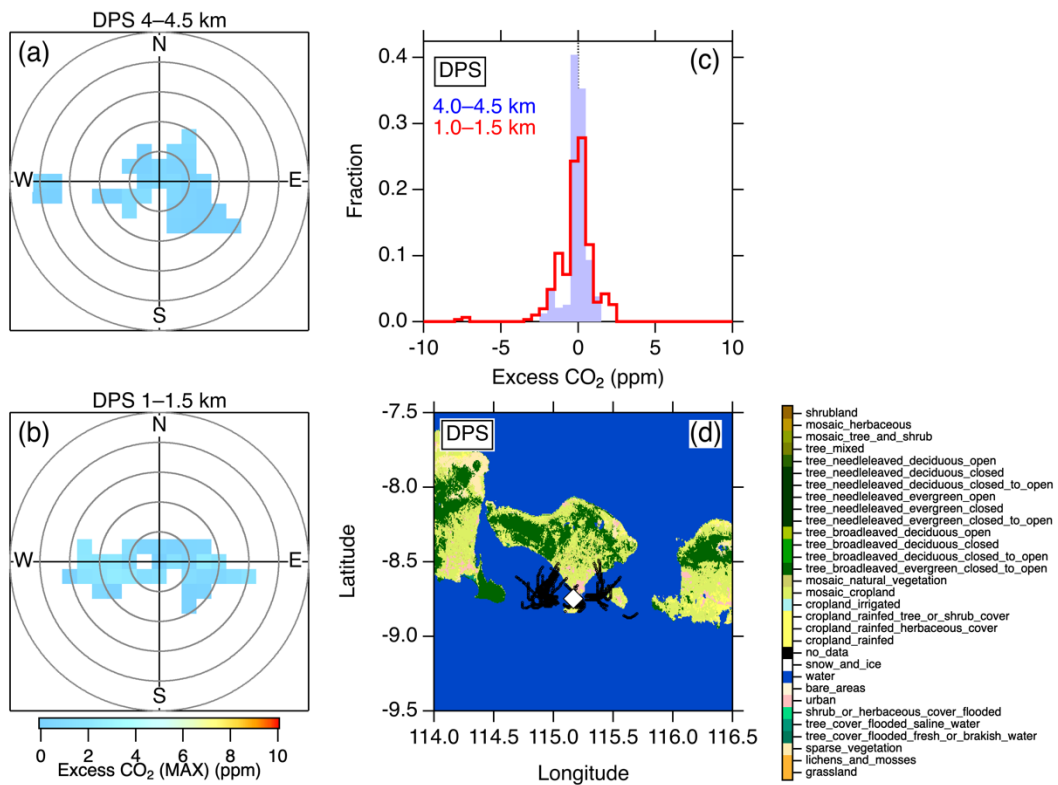 DPS 4–4.5 km
(a)
N
W
E
S
(c)
DPS
4.0–4.5 km
1.0–1.5 km
Fraction
0.4
0.3
0.2
0.1
0.0
-10
-5
0
5
10
Excess CO₂ (ppm)
DPS 1–1.5 km
(b)
N
W
E
S
0
2
4
6
8
10
Excess CO₂ (MAX) (ppm)
DPS
(d)
Latitude
-7.5
-8.0
-8.5
-9.0
-9.5
114.0
114.5
115.0
115.5
116.0
116.5
Longitude
shrubland
mosaic_herbaceous
mosaic_tree_and_shrub
tree_mixed
tree_needleleaved_deciduous_open
tree_needleleaved_deciduous_closed
tree_needleleaved_deciduous_closed_to_open
tree_needleleaved_evergreen_open
tree_needleleaved_evergreen_closed
tree_needleleaved_evergreen_closed_to_open
tree_broadleaved_deciduous_open
tree_broadleaved_deciduous_closed
tree_broadleaved_deciduous_closed_to_open
tree_broadleaved_evergreen_closed_to_open
mosaic_natural_vegetation
mosaic_cropland
cropland_irrigated
cropland_rainfed_tree_or_shrub_cover
cropland_rainfed_herbaceous_cover
cropland_rainfed
no_data
snow_and_ice
water
bare_areas
urban
shrub_or_herbaceous_cover_flooded
tree_cover_flooded_saline_water
tree_cover_flooded_fresh_or_brakish_water
sparse_vegetation
lichens_and_mosses
grassland